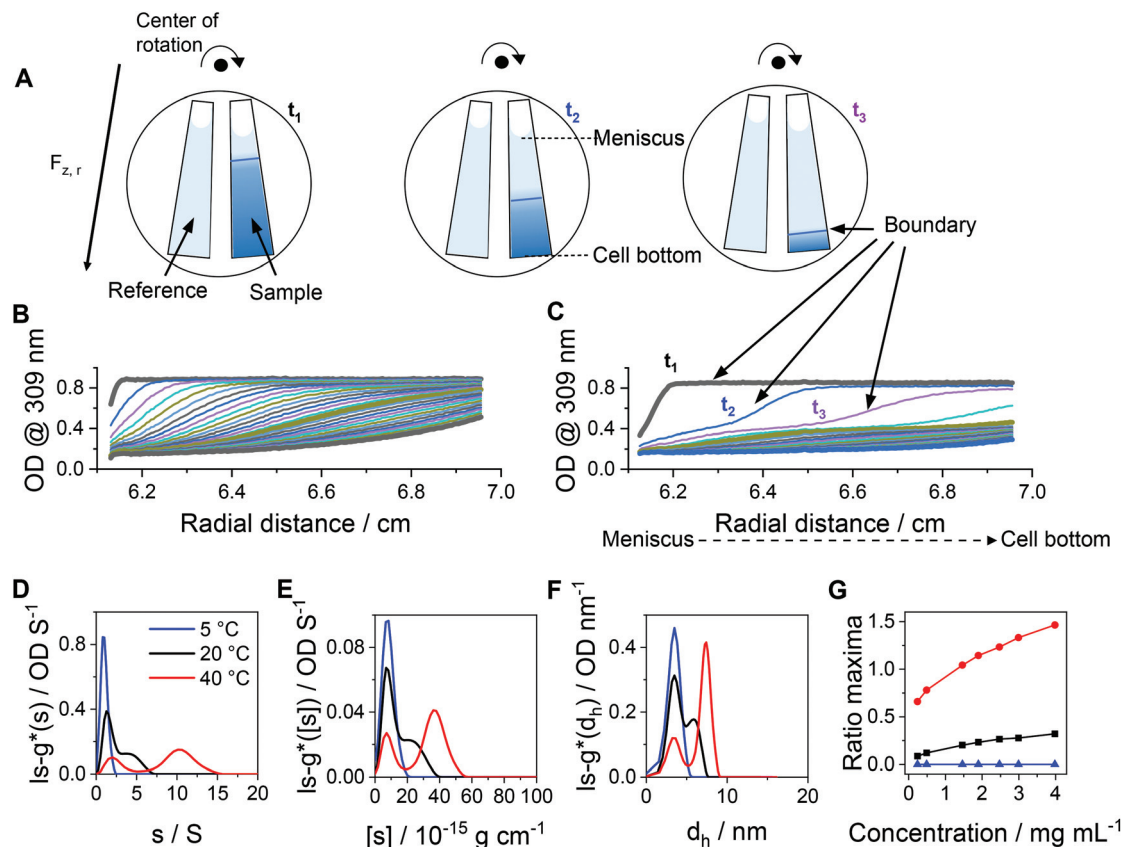 Center of
rotation
A
t1
t2
t3
Meniscus
Fz, r
Boundary
Cell bottom
Reference
Sample
B
OD @ 309 nm
0.8
0.4
0.0
6.2
6.4
6.6
6.8
7.0
Radial distance / cm
C
OD @ 309 nm
t1
t2
t3
0.8
0.4
0.0
6.2
6.4
6.6
6.8
7.0
Radial distance / cm
Meniscus
Cell bottom
D
ls-g*(s) / OD S-1
0.8
0.4
0.0
5 °C
20 °C
40 °C
0
5
10
15
20
s / S
E
ls-g*([s]) / OD S-1
0.08
0.04
0.00
0
20
40
60
80
100
[s] / 10-15 g cm-1
F
ls-g*(dh) / OD nm-1
0.4
0.2
0.0
0
10
20
dh / nm
G
Ratio maxima
1.5
1.0
0.5
0.0
0
1
2
3
4
Concentration / mg mL-1